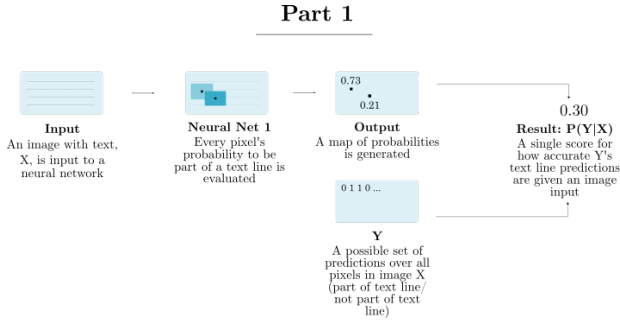 Part 1
Input
An image with text,
X, is input to a
neural network
Neural Net 1
Every pixel's
probability to be
part of a text line is
evaluated
0.73
0.21
Output
A map of probabilities
is generated
0.30
Result: P(Y|X)
A single score for
how accurate Y's
text line predictions
are given an image
input
0 1 1 0 ...
Y
A possible set of
predictions over all
pixels in image X
(part of text line/
not part of text
line)